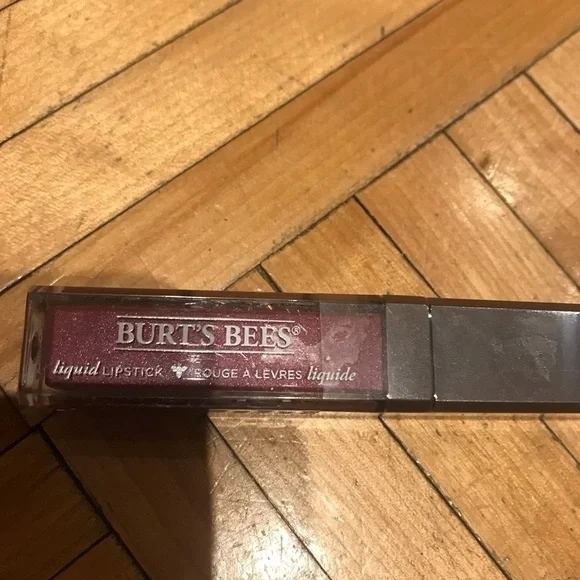 BURT'S BEES®
liquid LIPSTICK ROUGE À LÈVRES liquide